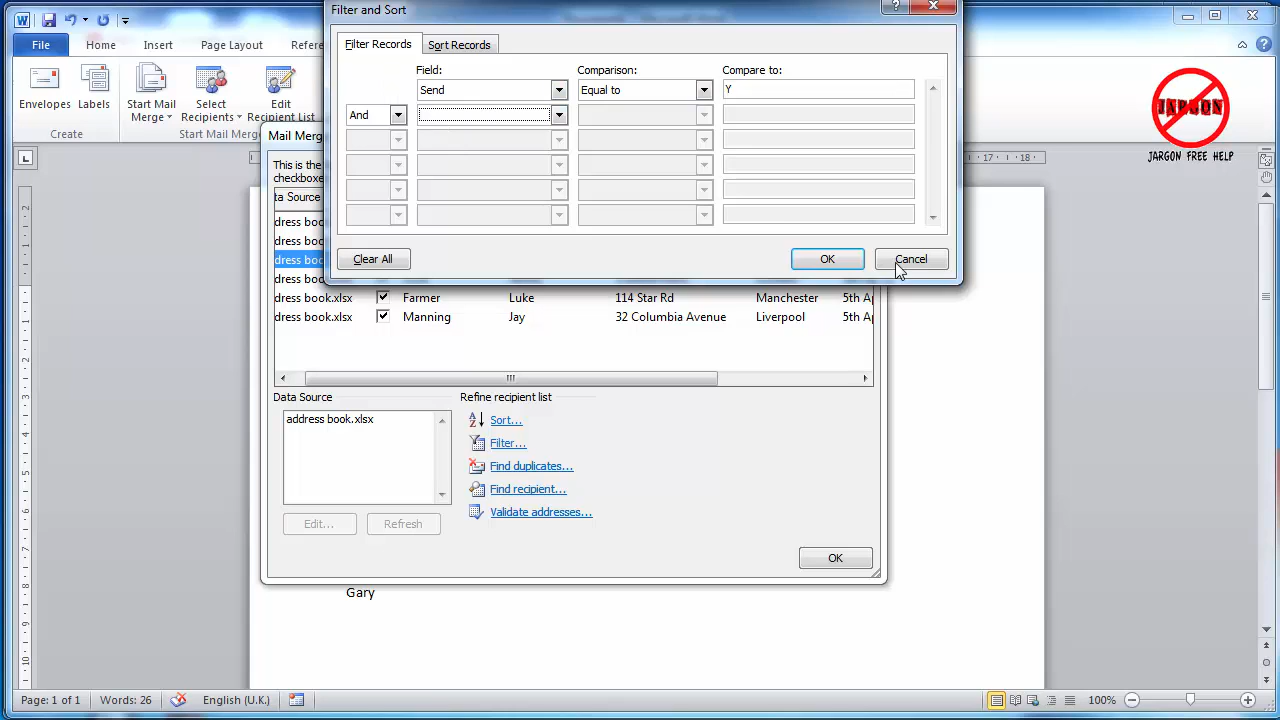 Filter and Sort
File Home Insert Page Layout Refere
Filter Records Sort Records
Field: Comparison: Compare to:
Send Equal to Y
And
Envelopes Labels Start Mail Merge Select Recipients Edit Recipient List
Create Start Mail Merg
Mail Merg
This is the
checkboxe
ta Source
dress boo
dress boo
dress boo
dress boo
Clear All OK Cancel
dress book.xlsx Farmer Luke 114 Star Rd Manchester 5th Ap
dress book.xlsx Manning Jay 32 Columbia Avenue Liverpool 5th Ap
Data Source Refine recipient list
address book.xlsx
Sort...
Filter...
Find duplicates...
Find recipient...
Validate addresses...
Edit... Refresh
OK
Gary
JARGON
JARGON FREE HELP
17 18
Page: 1 of 1 Words: 26 English (U.K.) 100%